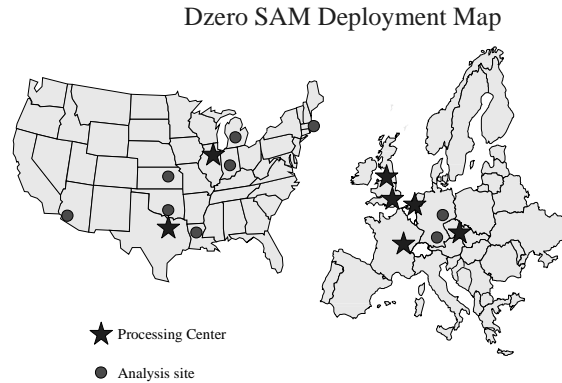 Dzero SAM Deployment Map
Processing Center
Analysis site